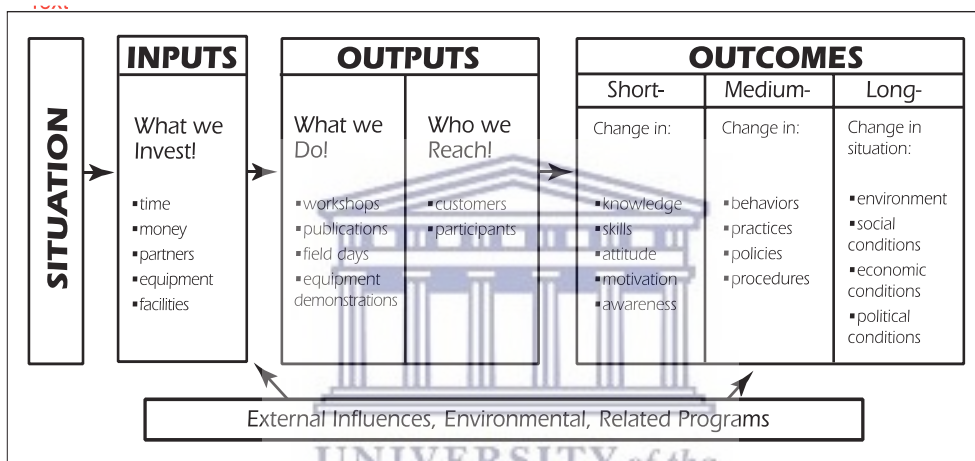 SITUATION
INPUTS
What we
Invest!
▪time
▪money
▪partners
▪equipment
▪facilities
OUTPUTS
What we
Do!
▪workshops
▪publications
▪field days
▪equipment
demonstrations
Who we
Reach!
▪customers
▪participants
OUTCOMES
Short-
Change in:
▪knowledge
▪skills
▪attitude
▪motivation
▪awareness
Medium-
Change in:
▪behaviors
▪practices
▪policies
▪procedures
Long-
Change in
situation:
▪environment
▪social
conditions
▪economic
conditions
▪political
conditions
External Influences, Environmental, Related Programs
UNIVERSITY of the